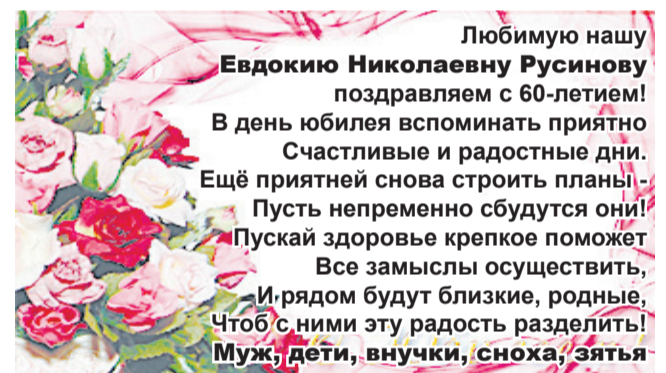 Любимую нашу
Евдокию Николаевну Русинову
поздравляем с 60-летием!
В день юбилея вспоминать приятно
Счастливые и радостные дни.
Ещё приятней снова строить планы -
Пусть непременно сбудутся они!
Пускай здоровье крепкое поможет
Все замыслы осуществить,
И рядом будут близкие, родные,
Чтоб с ними эту радость разделить!
Муж, дети, внучки, сноха, зятья